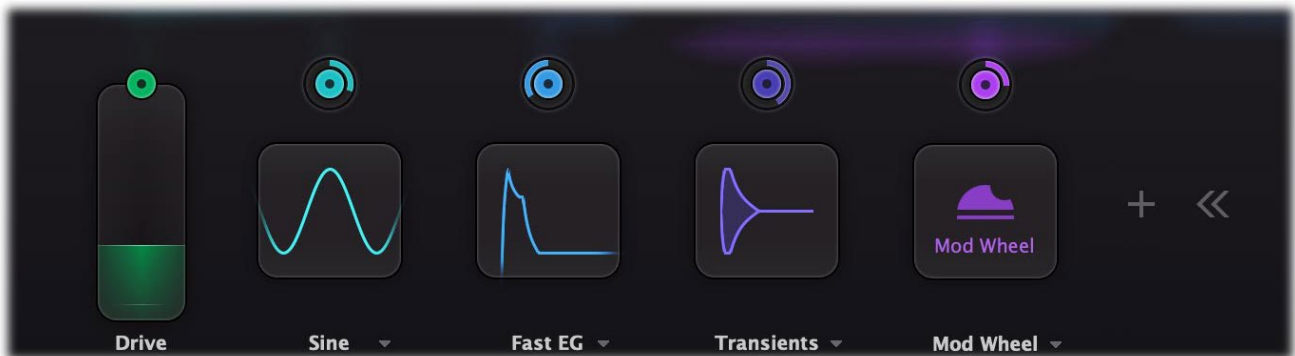 Mod Wheel
Drive
Sine
Fast EG
Transients
Mod Wheel